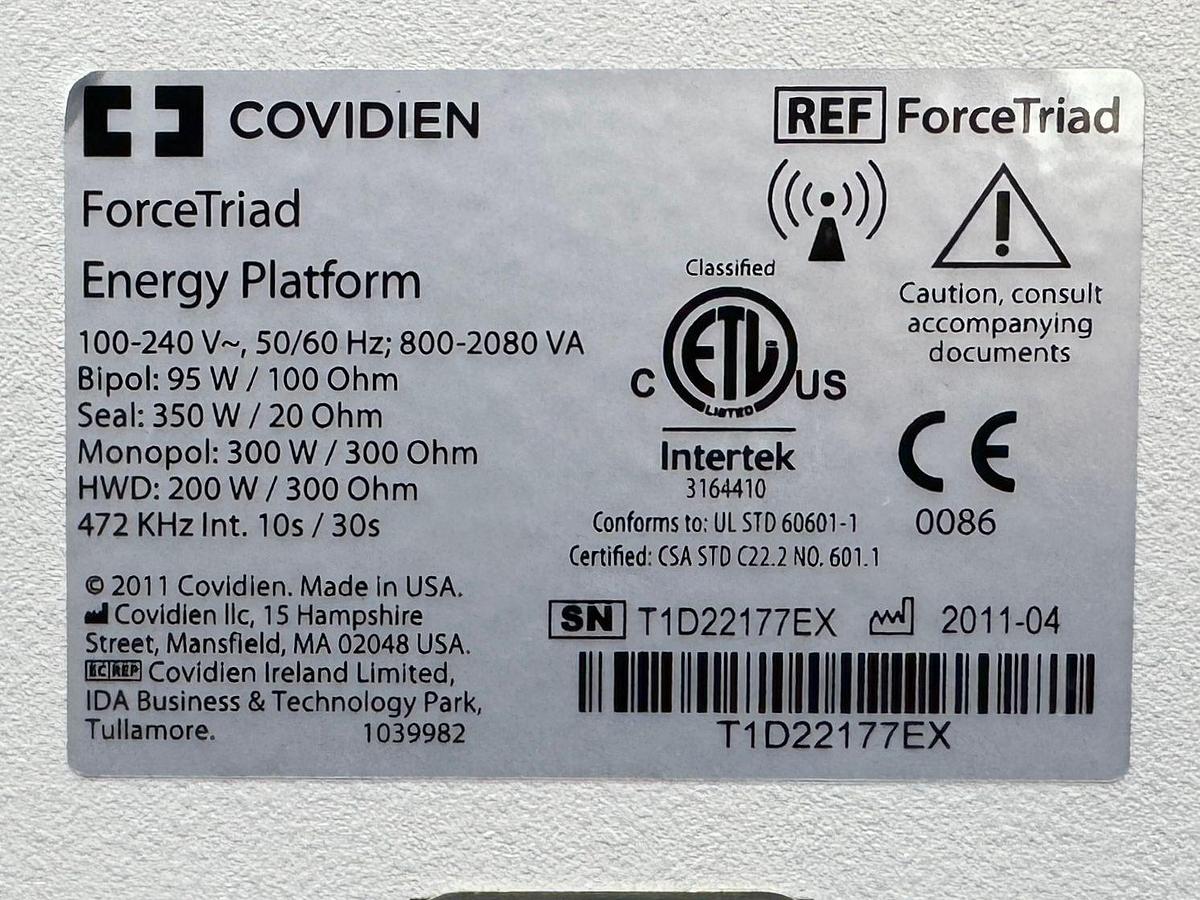 COVIDIEN
REF ForceTriad
ForceTriad
Energy Platform
100-240 V~, 50/60 Hz; 800-2080 VA
Bipol: 95 W / 100 Ohm
Seal: 350 W / 20 Ohm
Monopol: 300 W / 300 Ohm
HWD: 200 W / 300 Ohm
472 KHz Int. 10s / 30s
© 2011 Covidien. Made in USA.
Covidien llc, 15 Hampshire
Street, Mansfield, MA 02048 USA.
EC REP Covidien Ireland Limited,
IDA Business & Technology Park,
Tullamore. 1039982
Classified
C ETL US
LISTED
Intertek
3164410
Conforms to: UL STD 60601-1
Certified: CSA STD C22.2 NO. 601.1
Caution, consult
accompanying
documents
CE
0086
SN T1D22177EX 2011-04
T1D22177EX